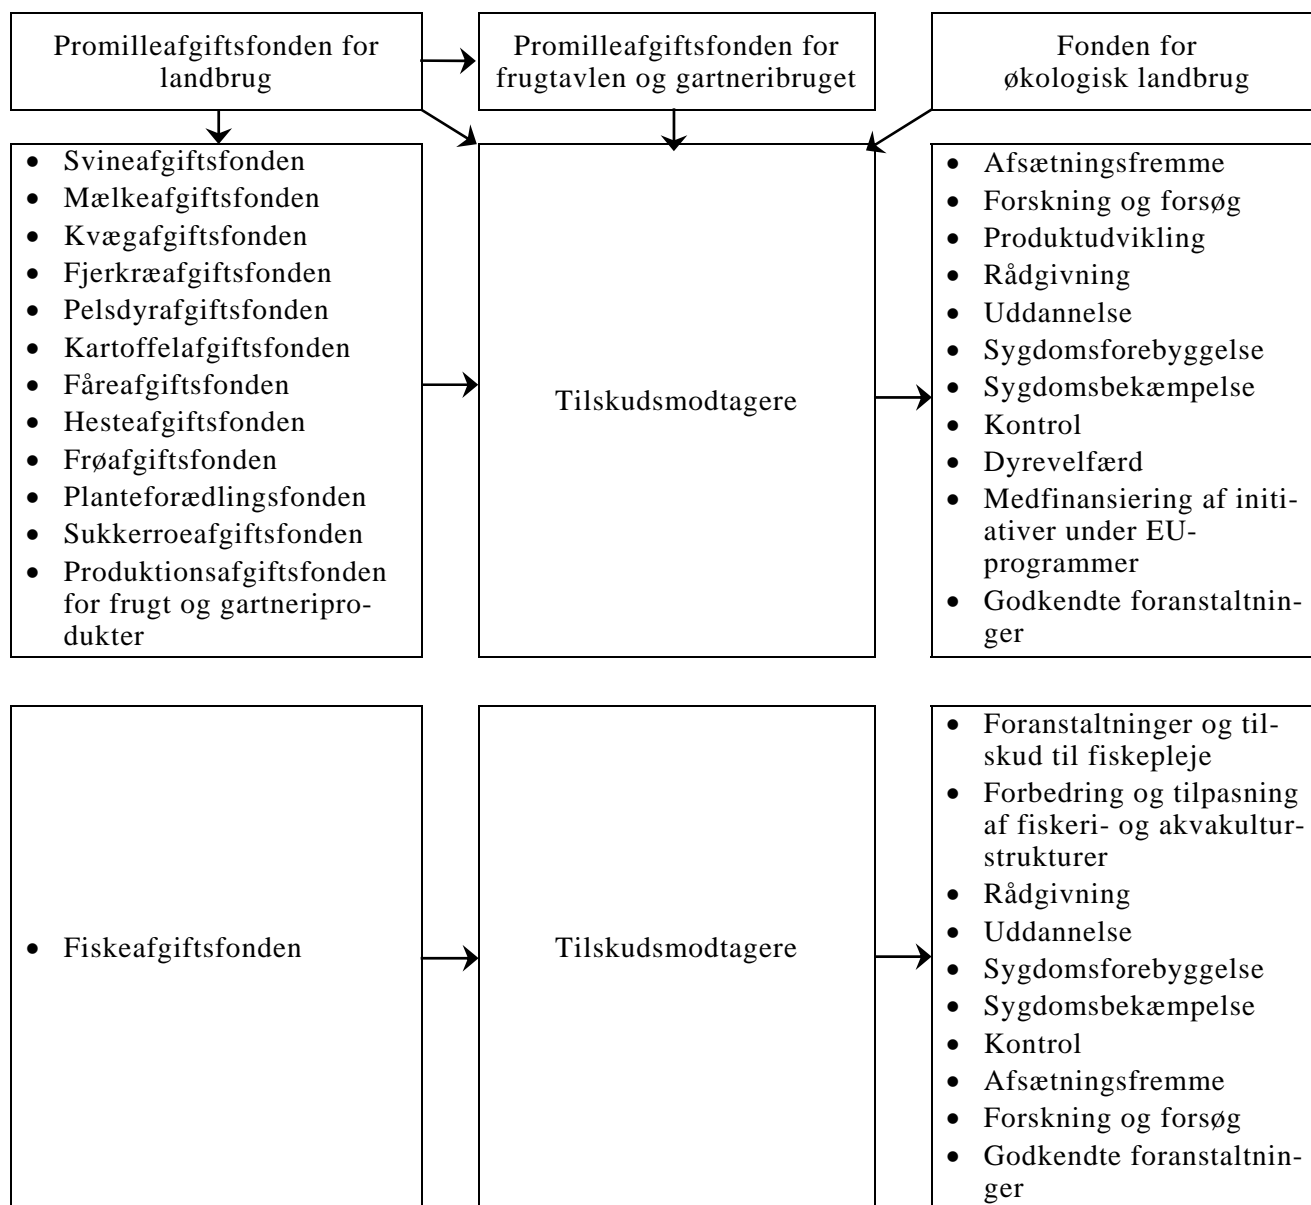 Promilleafgiftsfonden for
landbrug
Promilleafgiftsfonden for
frugtavlen og gartneribruget
Fonden for
økologisk landbrug
• Svineafgiftsfonden
• Mælkeafgiftsfonden
• Kvægafgiftsfonden
• Fjerkræafgiftsfonden
• Pelsdyrafgiftsfonden
• Kartoffelafgiftsfonden
• Fåreafgiftsfonden
• Hesteafgiftsfonden
• Frøafgiftsfonden
• Planteforædlingsfonden
• Sukkerroeafgiftsfonden
• Produktionsafgiftsfonden
for frugt og gartneripro-
dukter
Tilskudsmodtagere
• Afsætningsfremme
• Forskning og forsøg
• Produktudvikling
• Rådgivning
• Uddannelse
• Sygdomsforebyggelse
• Sygdomsbekæmpelse
• Kontrol
• Dyrevelfærd
• Medfinansiering af initi-
ativer under EU-
programmer
• Godkendte foranstaltnin-
ger
• Fiskeafgiftsfonden
Tilskudsmodtagere
• Foranstaltninger og til-
skud til fiskepleje
• Forbedring og tilpasning
af fiskeri- og akvakultur-
strukturer
• Rådgivning
• Uddannelse
• Sygdomsforebyggelse
• Sygdomsbekæmpelse
• Kontrol
• Afsætningsfremme
• Forskning og forsøg
• Godkendte foranstaltnin-
ger